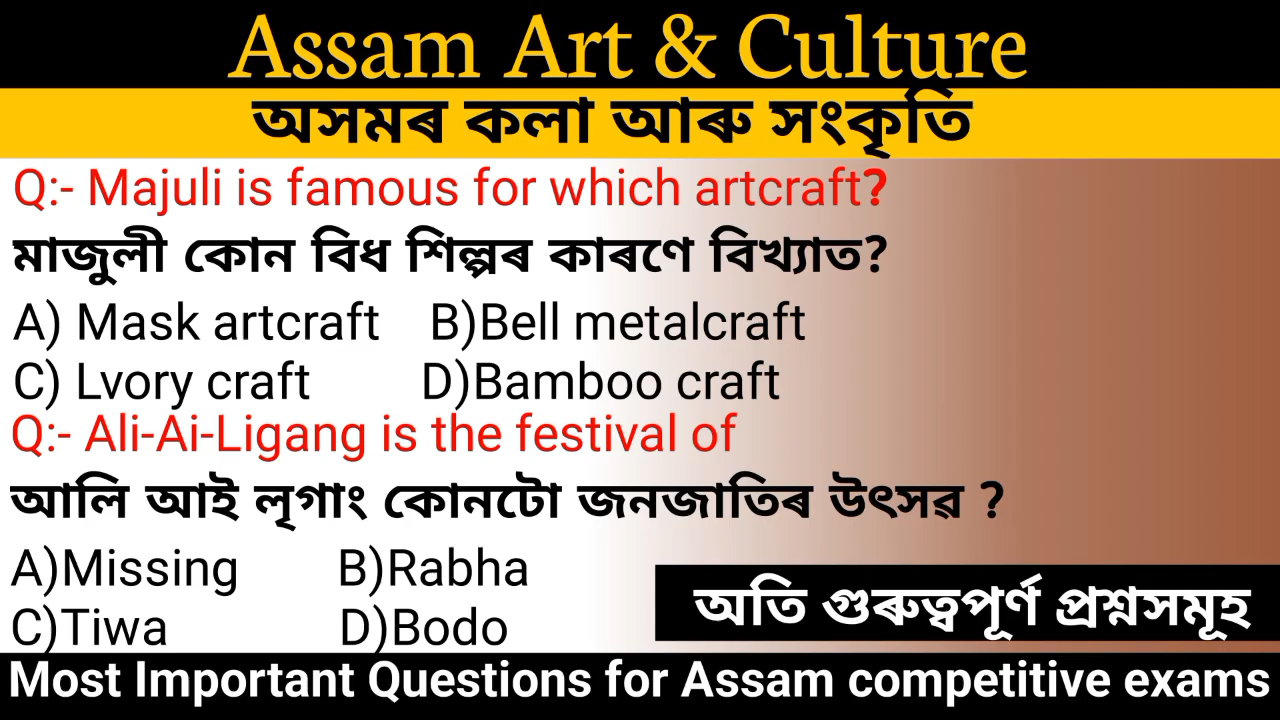 Assam Art & Culture
অসমৰ কলা আৰু সংকৃতি
Q:- Majuli is famous for which artcraft?
মাজুলী কোন বিধ শিল্পৰ কাৰণে বিখ্যাত?
A) Mask artcraft B)Bell metalcraft
C) Lvory craft D)Bamboo craft
Q:- Ali-Ai-Ligang is the festival of
আলি আই লৃগাং কোনটো জনজাতিৰ উৎসৱ ?
A)Missing B)Rabha
C)Tiwa D)Bodo
অতি গুৰুত্বপূৰ্ণ প্ৰশ্নসমূহ
Most Important Questions for Assam competitive exams